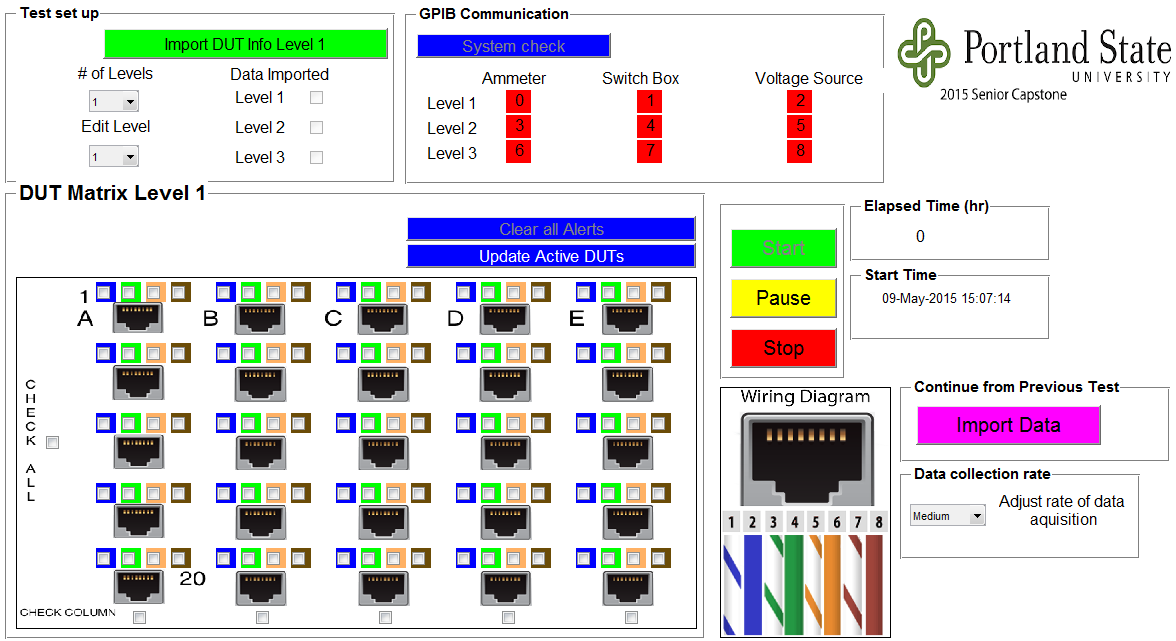 Test set up
Import DUT Info Level 1
# of Levels
Data Imported
1
Level 1
Edit Level
Level 2
1
Level 3
GPIB Communication
System check
Ammeter Switch Box Voltage Source
Level 1 0 1 2
Level 2 3 4 5
Level 3 6 7 8
Portland State
UNIVERSITY
2015 Senior Capstone
DUT Matrix Level 1
Clear all Alerts
Update Active DUTs
1
A B C D E
CHECK ALL
20
CHECK COLUMN
Start
Pause
Stop
Elapsed Time (hr)
0
Start Time
09-May-2015 15:07:14
Wiring Diagram
1 2 3 4 5 6 7 8
Continue from Previous Test
Import Data
Data collection rate
Medium
Adjust rate of data
aquisition